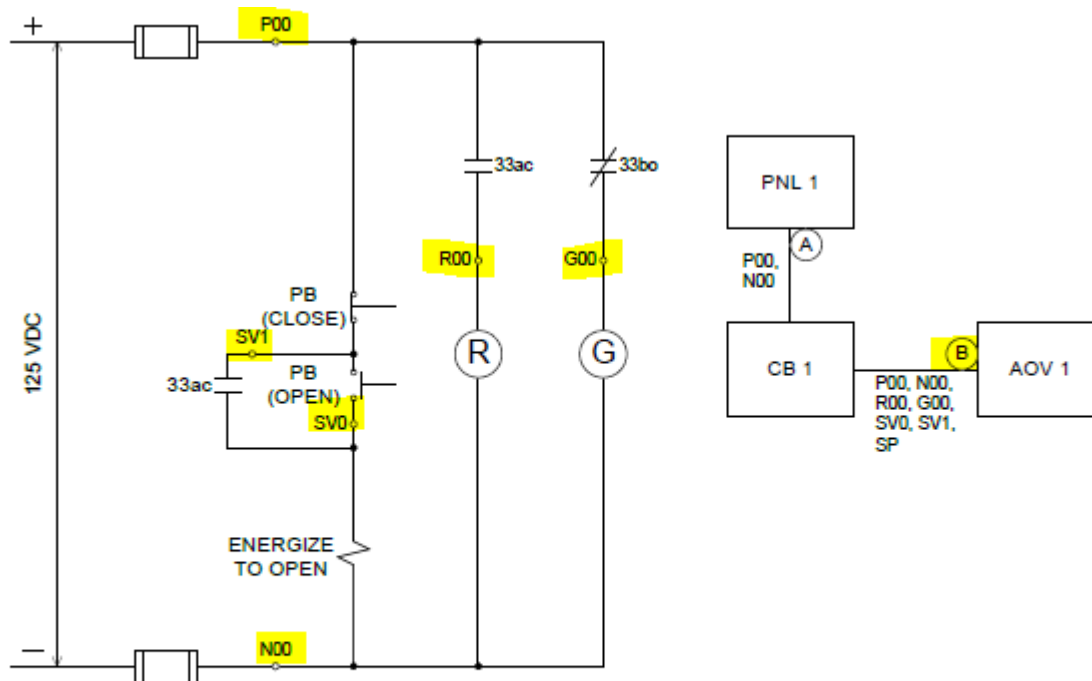 +
P00
125 VDC
33ac
33bo
R00
G00
PB
(CLOSE)
SV1
33ac
PB
(OPEN)
SV0
R
G
ENERGIZE
TO OPEN
N00
—
PNL 1
A
P00,
N00
CB 1
B
AOV 1
P00, N00,
R00, G00,
SV0, SV1,
SP